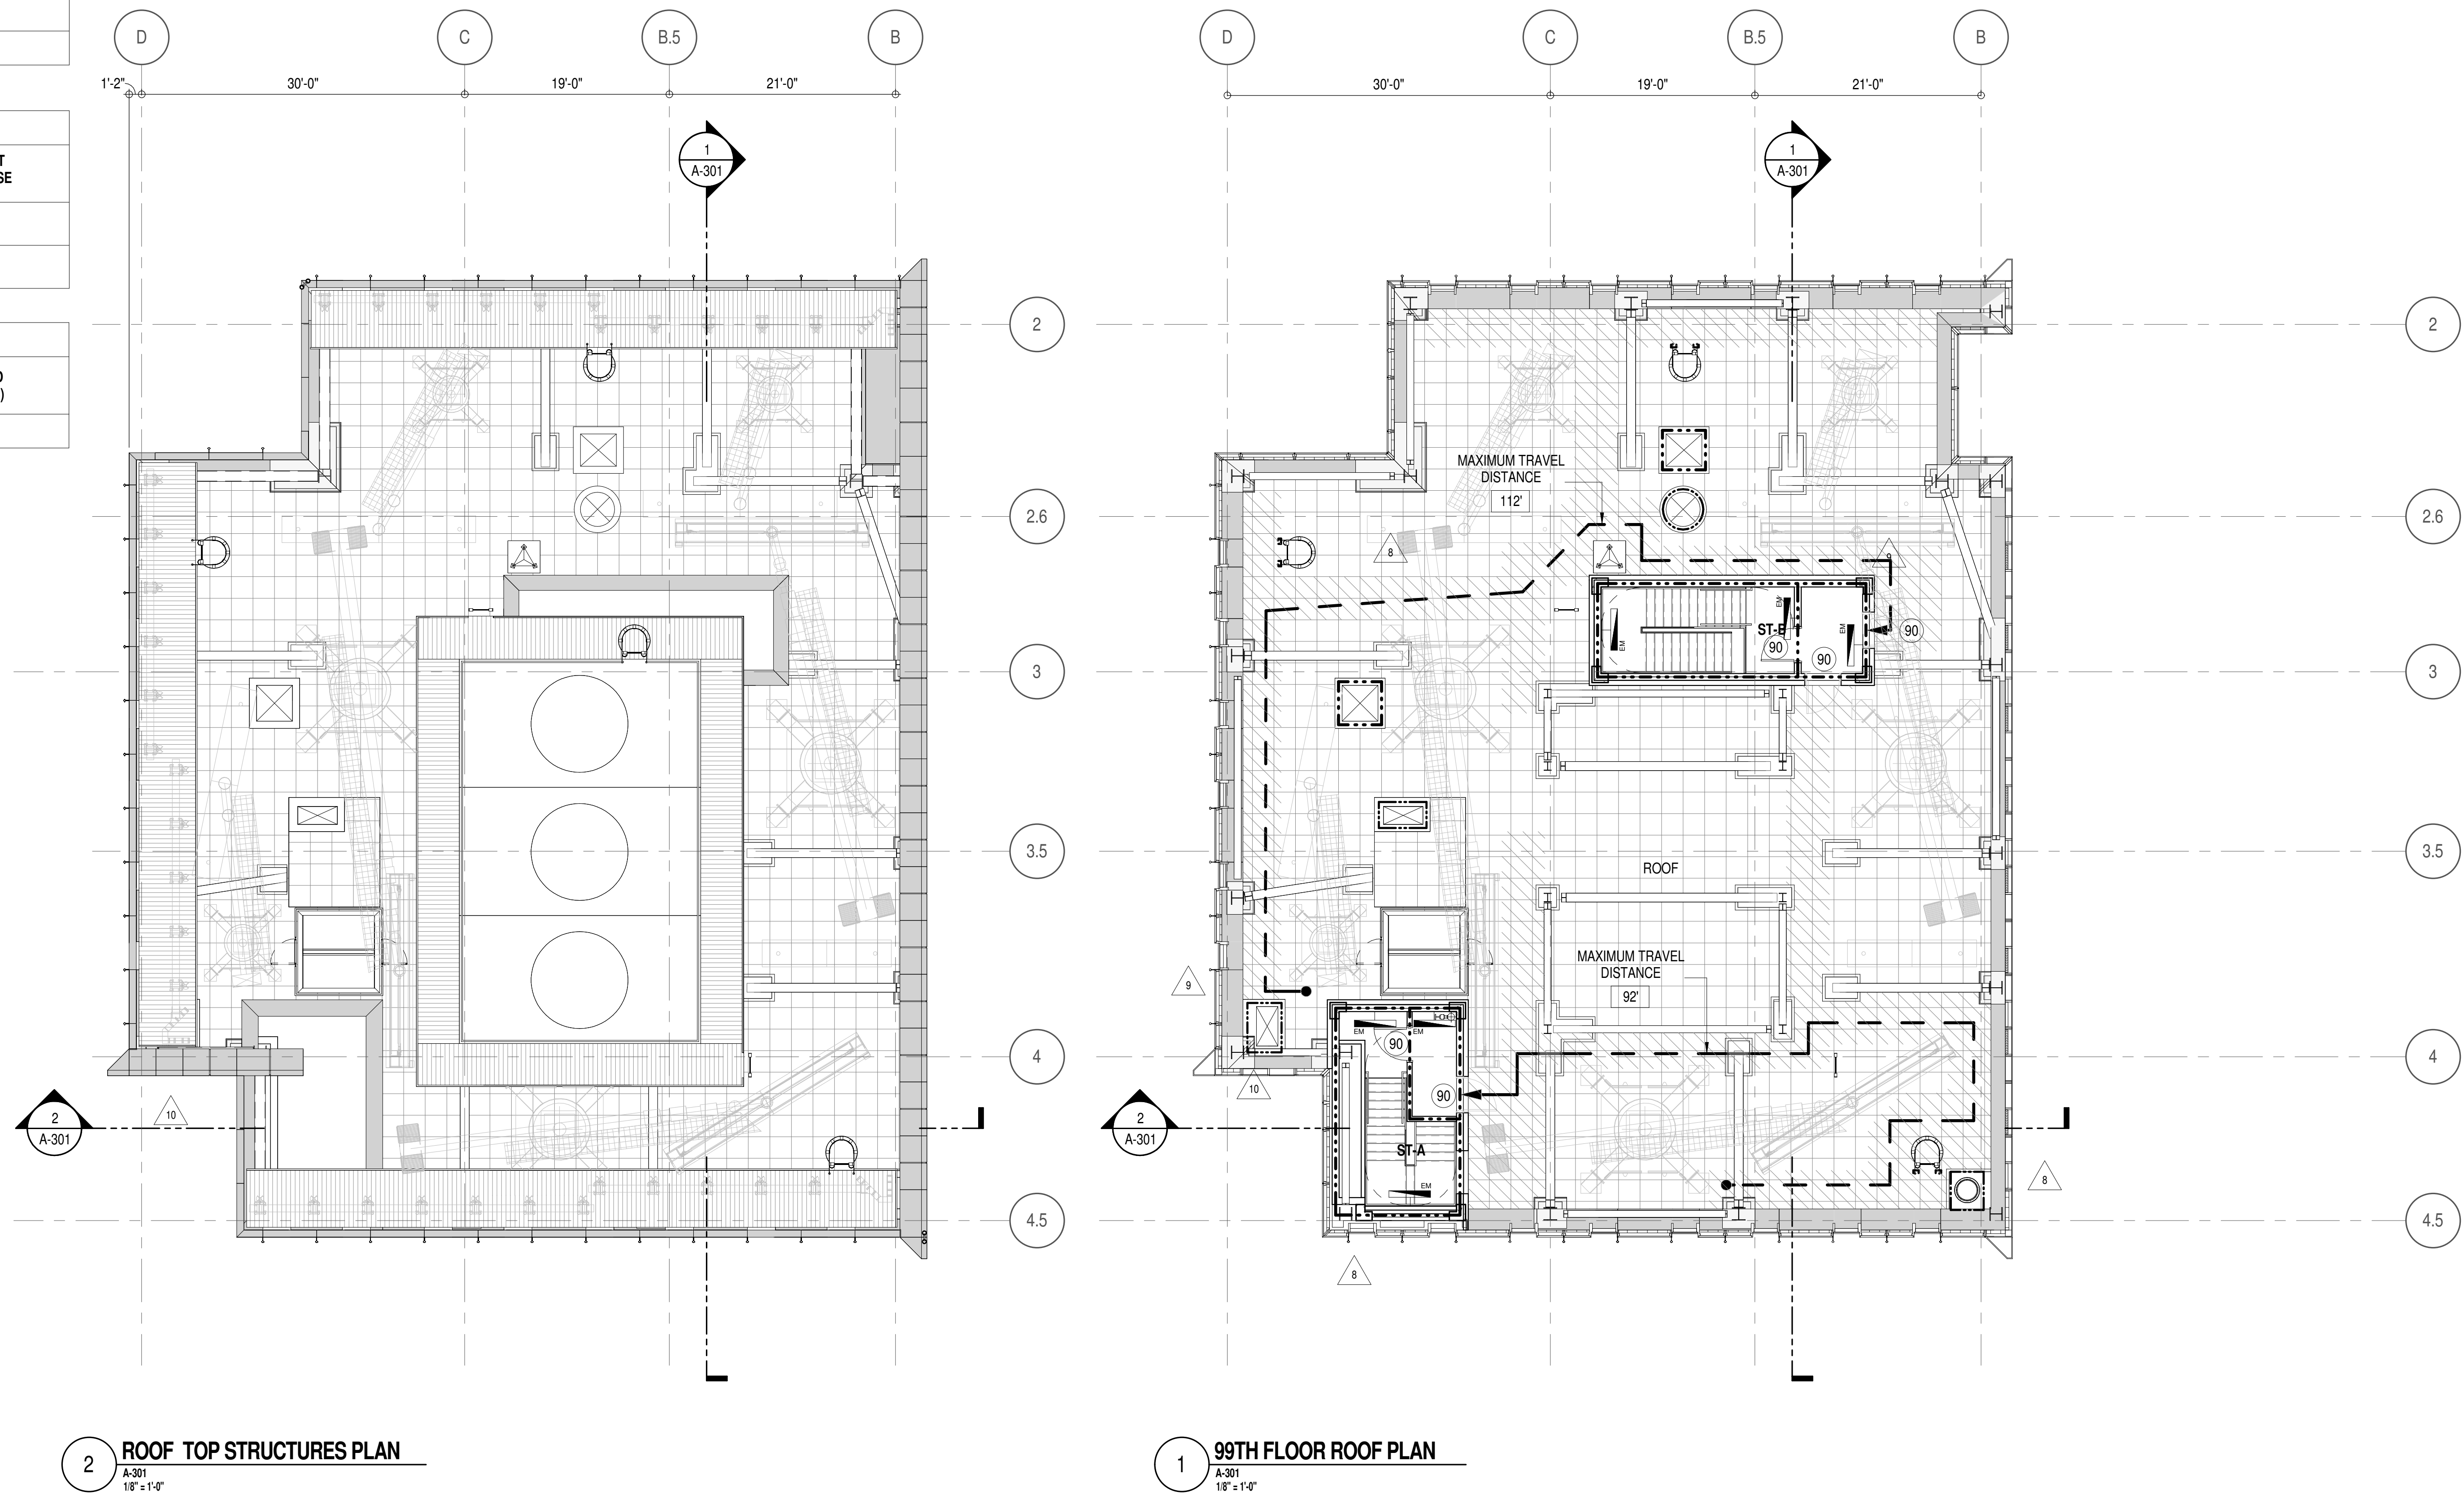 D
C
B.5
B
D
C
B.5
B
1'-2"
30'-0"
19'-0"
21'-0"
30'-0"
19'-0"
21'-0"
1
A-301
1
A-301
T
SE
D
)
2
2
MAXIMUM TRAVEL
DISTANCE
112'
2.6
2.6
8
9
EM
EM
EM
ST-B
90
90
90
3
3
3.5
3.5
ROOF
MAXIMUM TRAVEL
DISTANCE
92'
9
EM
EM
90
4
4
10
90
10
2
A-301
2
A-301
ST-A
EM
8
4.5
4.5
8
2
ROOF TOP STRUCTURES PLAN
A-301
1/8" = 1'-0"
1
99TH FLOOR ROOF PLAN
A-301
1/8" = 1'-0"